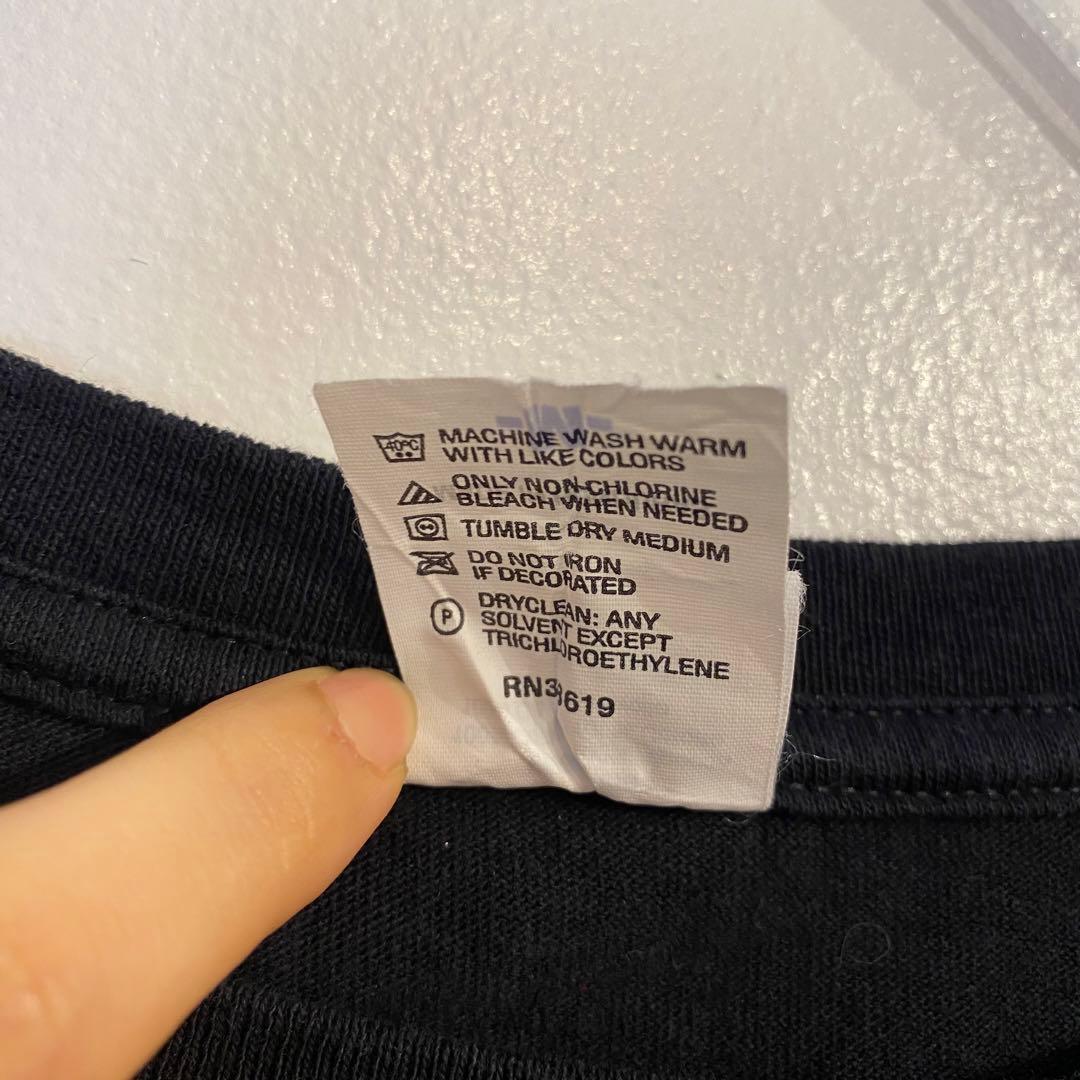 40°C
MACHINE WASH WARM
WITH LIKE COLORS
ONLY NON-CHLORINE
BLEACH WHEN NEEDED
TUMBLE DRY MEDIUM
DO NOT IRON
IF DECORATED
P
DRYCLEAN: ANY
SOLVENT EXCEPT
TRICHLOROETHYLENE